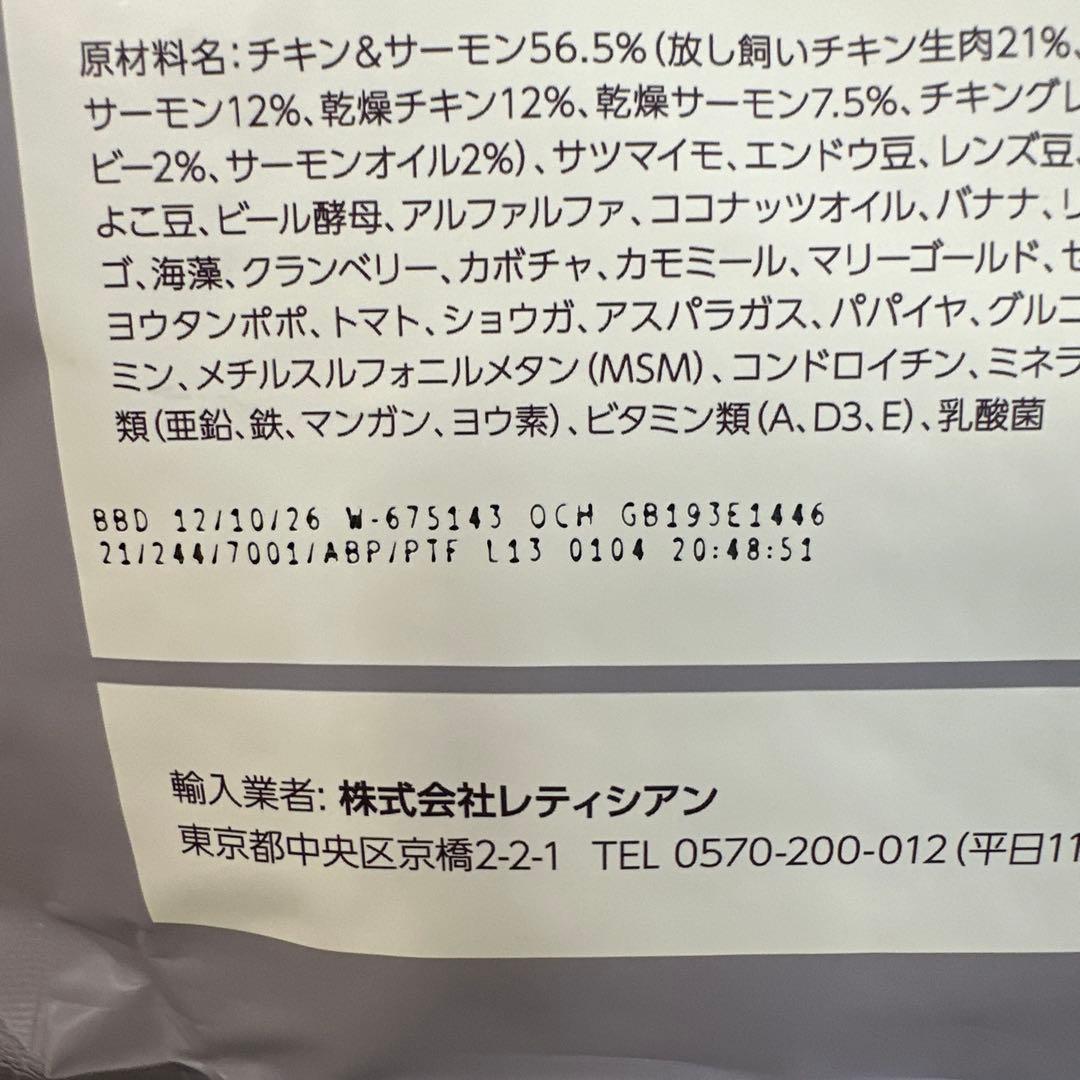 原材料名：チキン&サーモン56.5%（放し飼いチキン生肉21%、
サーモン12%、乾燥チキン12%、乾燥サーモン7.5%、チキングレ
ビー2%、サーモンオイル2%）、サツマイモ、エンドウ豆、レンズ豆、
よこ豆、ビール酵母、アルファルファ、ココナッツオイル、バナナ、リ
ゴ、海藻、クランベリー、カボチャ、カモミール、マリーゴールド、セ
ヨウタンポポ、トマト、ショウガ、アスパラガス、パパイヤ、グルコ
ミン、メチルスルフォニルメタン（MSM）、コンドロイチン、ミネラ
類（亜鉛、鉄、マンガン、ヨウ素）、ビタミン類（A、D3、E）、乳酸菌
BBD 12/10/26 W-675143 OCH GB193E1446
21/244/7001/ABP/PTF L13 0104 20:48:51
輸入業者: 株式会社レティシアン
東京都中央区京橋2-2-1 TEL 0570-200-012（平日11